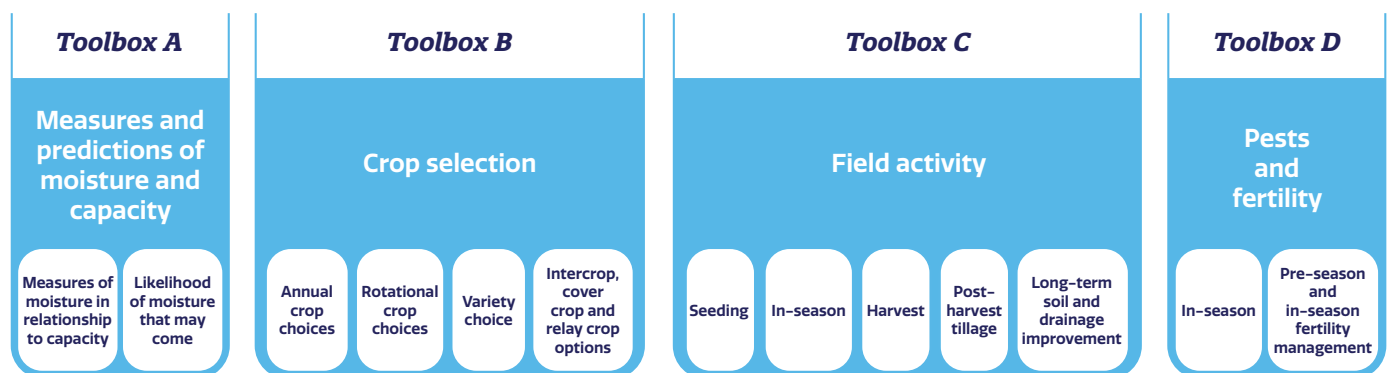 Toolbox A
Measures and
predictions of
moisture and
capacity
Measures of
moisture in
relationship
to capacity
Likelihood
of moisture
that may
come
Toolbox B
Crop selection
Annual
crop
choices
Rotational
crop
choices
Variety
choice
Intercrop,
cover
crop and
relay crop
options
Toolbox C
Field activity
Seeding
In-season
Harvest
Post-
harvest
tillage
Long-term
soil and
drainage
improvement
Toolbox D
Pests
and
fertility
In-season
Pre-season
and
in-season
fertility
management